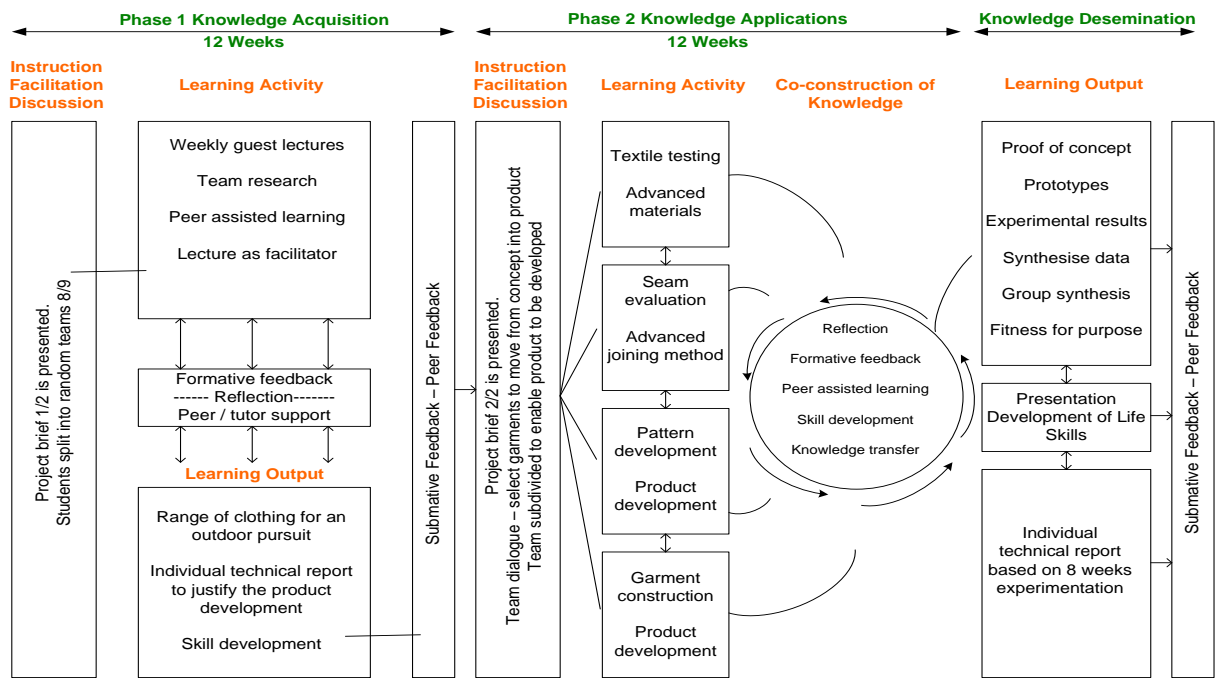 Phase 1 Knowledge Acquisition
12 Weeks
Phase 2 Knowledge Applications
12 Weeks
Knowledge Desemination
Instruction
Facilitation
Discussion
Learning Activity
Instruction
Facilitation
Discussion
Learning Activity
Co-construction of
Knowledge
Learning Output
Project brief 1/2 is presented.
Students split into random teams 8/9
Weekly guest lectures
Team research
Peer assisted learning
Lecture as facilitator
Formative feedback
------ Reflection-------
Peer / tutor support
Learning Output
Range of clothing for an
outdoor pursuit
Individual technical report
to justify the product
development
Skill development
Submative Feedback – Peer Feedback
Project brief 2/2 is presented.
Team dialogue – select garments to move from concept into product
Team subdivided to enable product to be developed
Textile testing
Advanced
materials
Seam
evaluation
Advanced
joining method
Pattern
development
Product
development
Garment
construction
Product
development
Reflection
Formative feedback
Peer assisted learning
Skill development
Knowledge transfer
Proof of concept
Prototypes
Experimental results
Synthesise data
Group synthesis
Fitness for purpose
Presentation
Development of Life
Skills
Individual
technical report
based on 8 weeks
experimentation
Submative Feedback – Peer Feedback